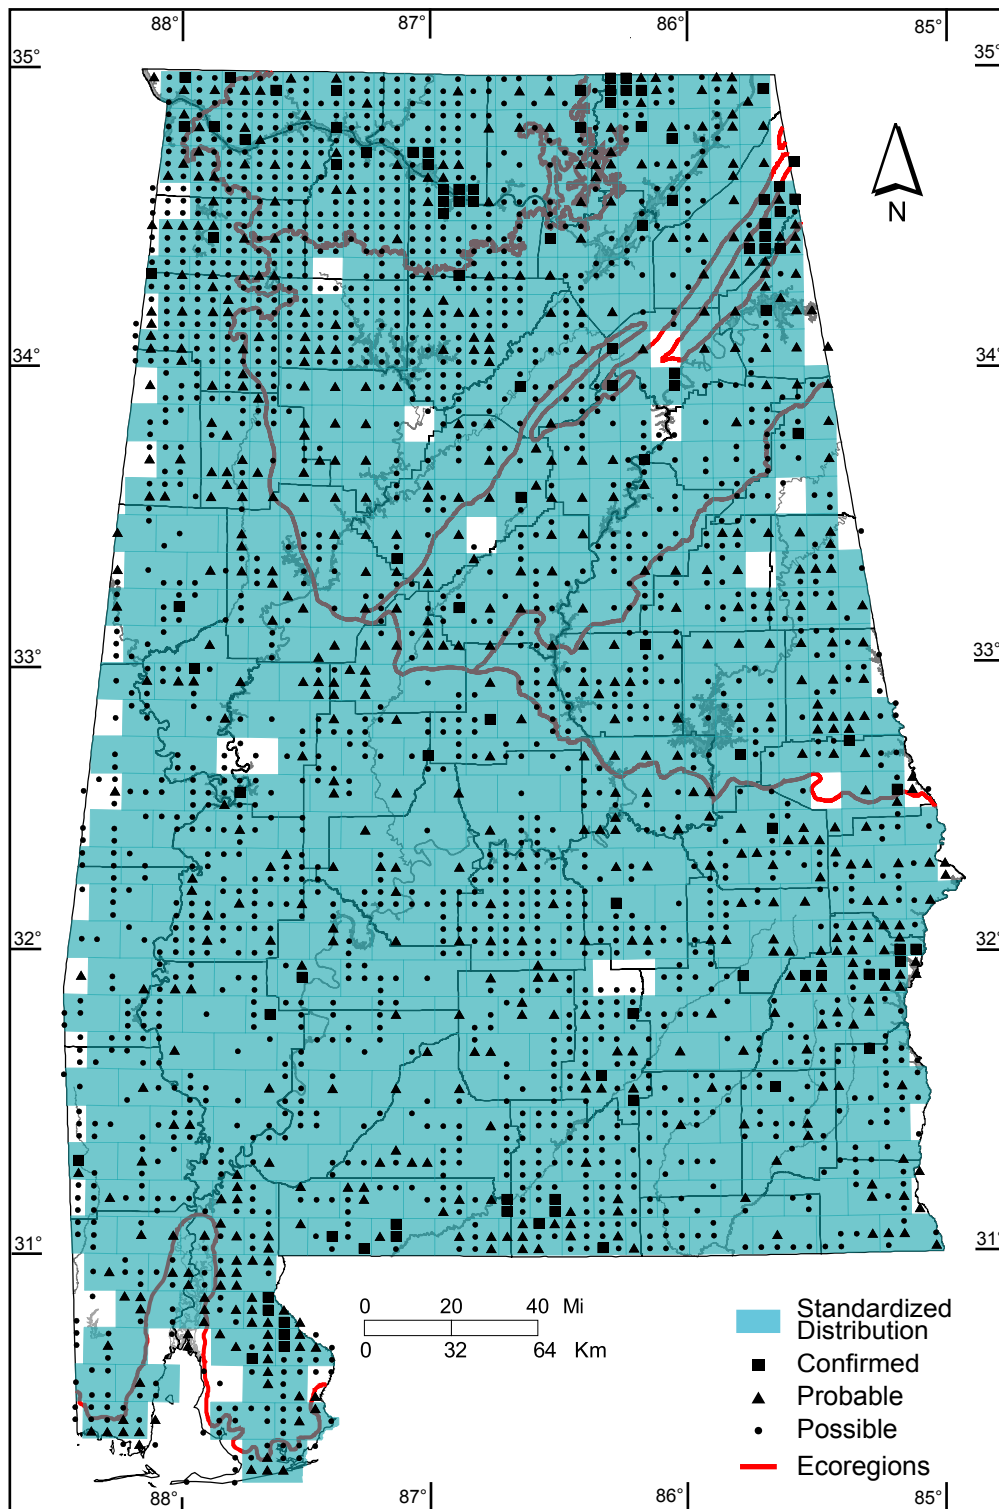 88°
87°
86°
85°
35°
35°
N
34°
34°
33°
33°
32°
32°
31°
31°
0 20 40 Mi
0 32 64 Km
Standardized
Distribution
Confirmed
Probable
Possible
Ecoregions
88°
87°
86°
85°